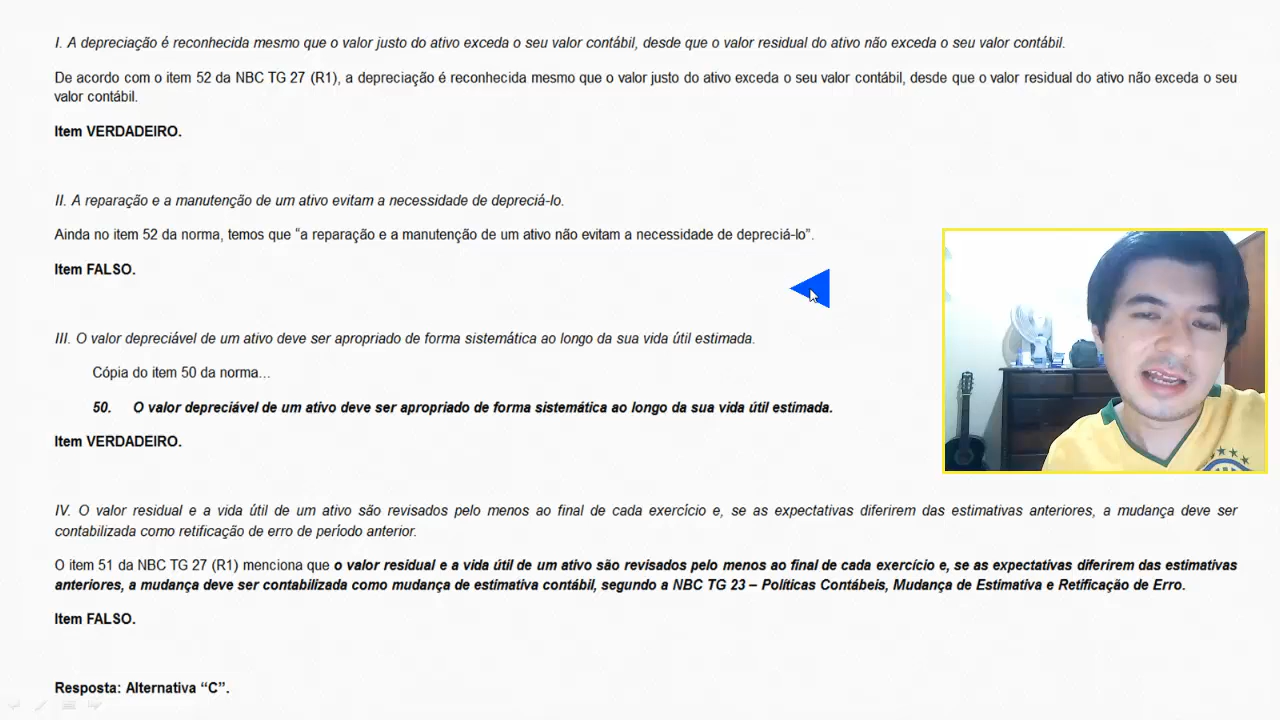 I. A depreciação é reconhecida mesmo que o valor justo do ativo exceda o seu valor contábil, desde que o valor residual do ativo não exceda o seu valor contábil.
De acordo com o item 52 da NBC TG 27 (R1), a depreciação é reconhecida mesmo que o valor justo do ativo exceda o seu valor contábil, desde que o valor residual do ativo não exceda o seu
valor contábil.
Item VERDADEIRO.
II. A reparação e a manutenção de um ativo evitam a necessidade de depreciá-lo.
Ainda no item 52 da norma, temos que “a reparação e a manutenção de um ativo não evitam a necessidade de depreciá-lo”.
Item FALSO.
III. O valor depreciável de um ativo deve ser apropriado de forma sistemática ao longo da sua vida útil estimada.
Cópia do item 50 da norma...
50. O valor depreciável de um ativo deve ser apropriado de forma sistemática ao longo da sua vida útil estimada.
Item VERDADEIRO.
IV. O valor residual e a vida útil de um ativo são revisados pelo menos ao final de cada exercício e, se as expectativas diferirem das estimativas anteriores, a mudança deve ser
contabilizada como retificação de erro de período anterior.
O item 51 da NBC TG 27 (R1) menciona que o valor residual e a vida útil de um ativo são revisados pelo menos ao final de cada exercício e, se as expectativas diferirem das estimativas
anteriores, a mudança deve ser contabilizada como mudança de estimativa contábil, segundo a NBC TG 23 – Políticas Contábeis, Mudança de Estimativa e Retificação de Erro.
Item FALSO.
Resposta: Alternativa “C”.